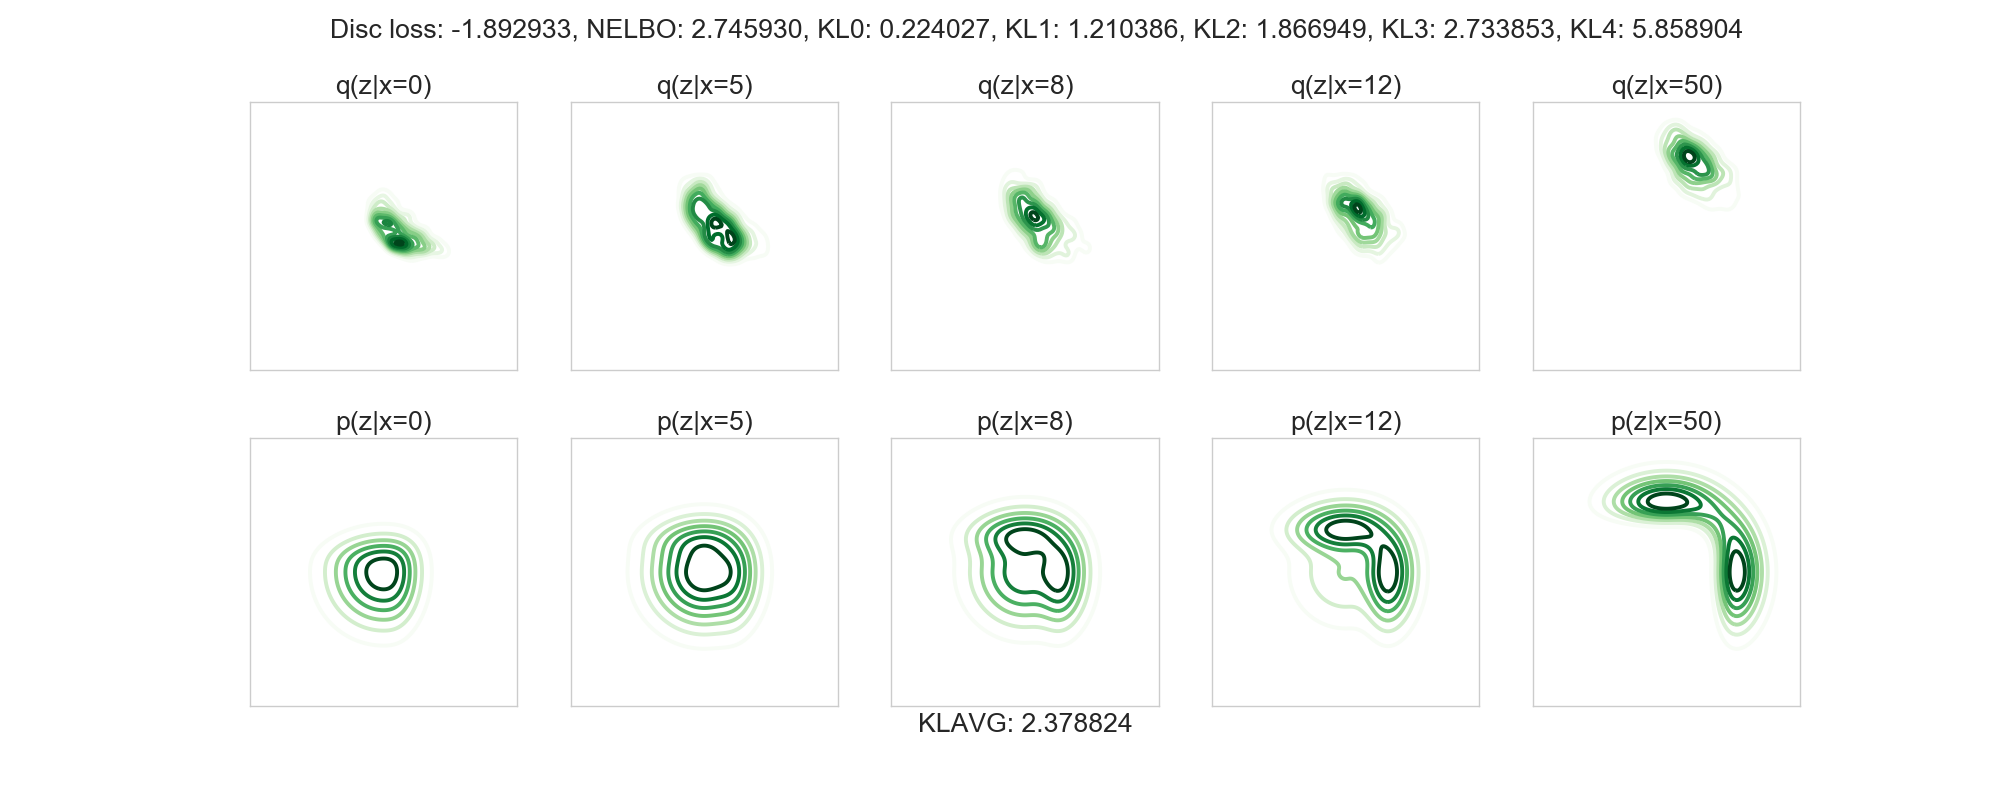 Disc loss: -1.892933, NELBO: 2.745930, KL0: 0.224027, KL1: 1.210386, KL2: 1.866949, KL3: 2.733853, KL4: 5.858904
q(z|x=0) q(z|x=5) q(z|x=8) q(z|x=12) q(z|x=50)
p(z|x=0) p(z|x=5) p(z|x=8) p(z|x=12) p(z|x=50)
KLAVG: 2.378824